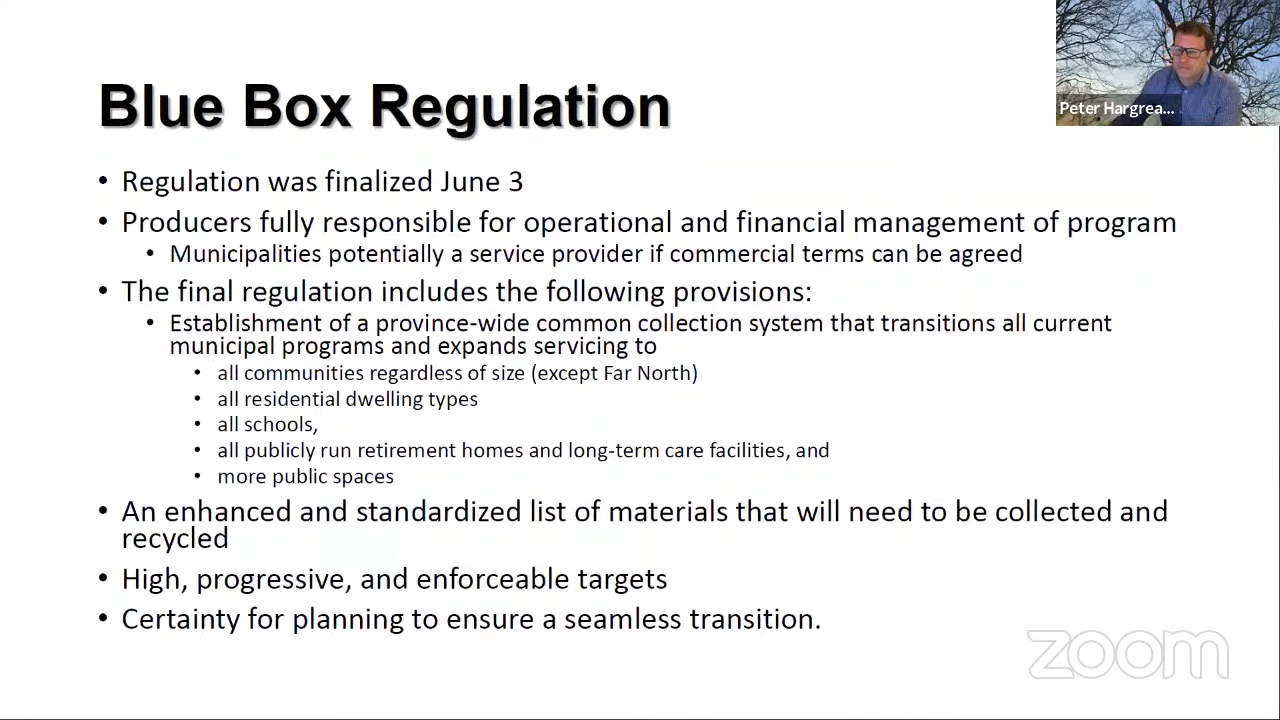 Blue Box Regulation
Peter Hargrea...
• Regulation was finalized June 3
• Producers fully responsible for operational and financial management of program
• Municipalities potentially a service provider if commercial terms can be agreed
• The final regulation includes the following provisions:
• Establishment of a province-wide common collection system that transitions all current
municipal programs and expands servicing to
• all communities regardless of size (except Far North)
• all residential dwelling types
• all schools,
• all publicly run retirement homes and long-term care facilities, and
• more public spaces
• An enhanced and standardized list of materials that will need to be collected and
recycled
• High, progressive, and enforceable targets
• Certainty for planning to ensure a seamless transition.
zoom